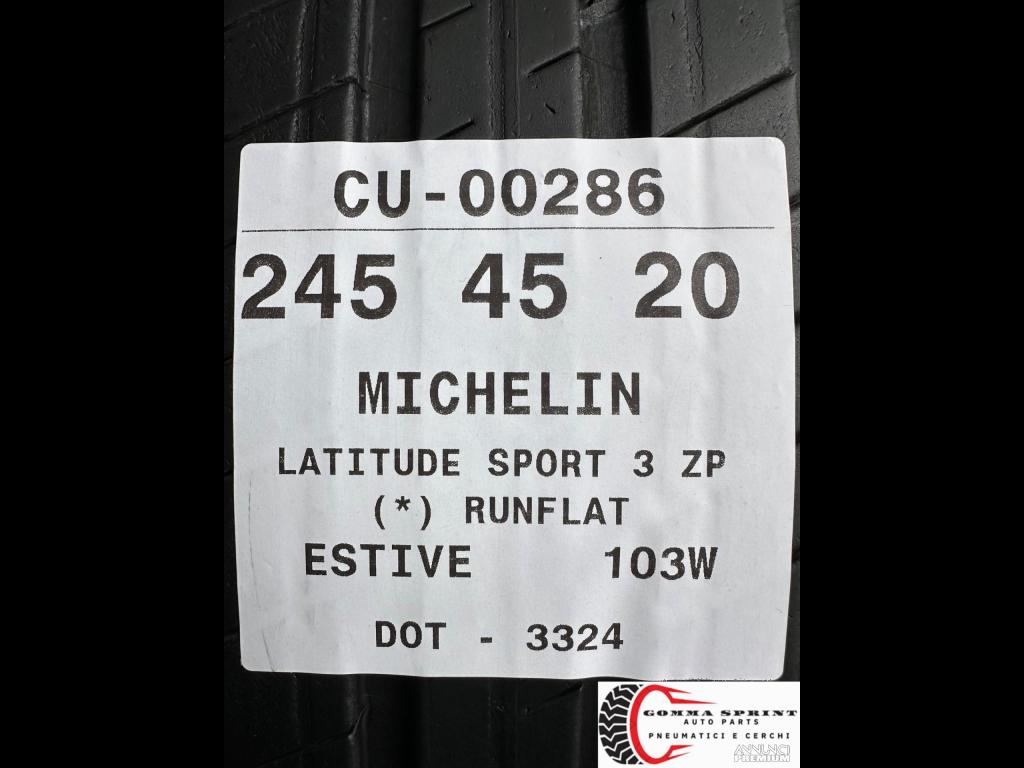 CU-00286
245 45 20
MICHELIN
LATITUDE SPORT 3 ZP
(*) RUNFLAT
ESTIVE 103W
DOT - 3324
GOMMA SPRINT
AUTO PARTS
PNEUMATICI E CERCHI
ANNUNCI
PREMIUM